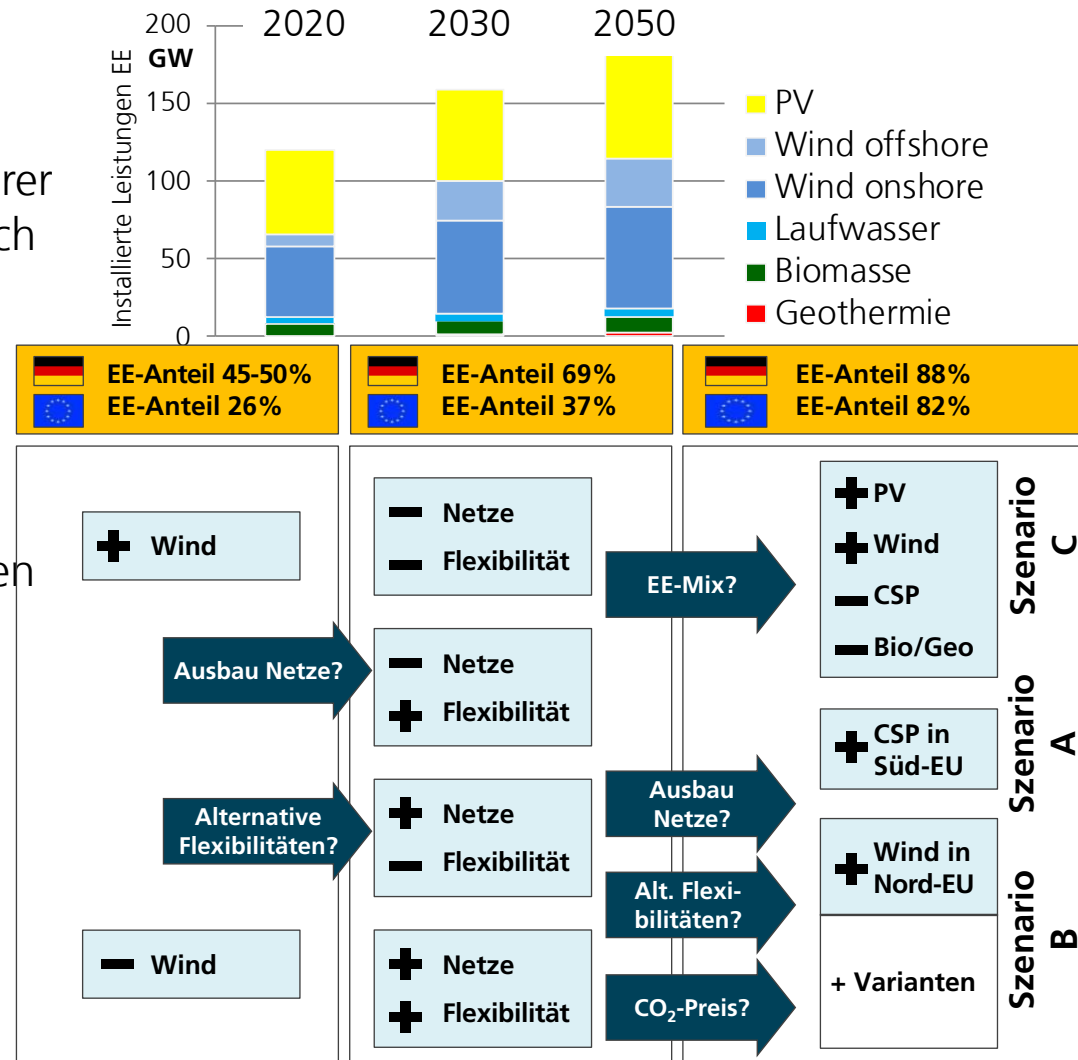 200
GW
150
100
50
0
Installierte Leistungen EE
2020
2030
2050
PV
Wind offshore
Wind onshore
Laufwasser
Biomasse
Geothermie
rer
ch
en
EE-Anteil 45-50%
EE-Anteil 26%
EE-Anteil 69%
EE-Anteil 37%
EE-Anteil 88%
EE-Anteil 82%
+ Wind
Ausbau Netze?
Alternative
Flexibilitäten?
− Wind
− Netze
− Flexibilität
− Netze
+ Flexibilität
+ Netze
− Flexibilität
+ Netze
+ Flexibilität
EE-Mix?
Ausbau
Netze?
Alt. Flexi-
bilitäten?
CO₂-Preis?
+ PV
+ Wind
− CSP
− Bio/Geo
Szenario
C
+ CSP in
Süd-EU
Szenario
A
+ Wind in
Nord-EU
+ Varianten
Szenario
B